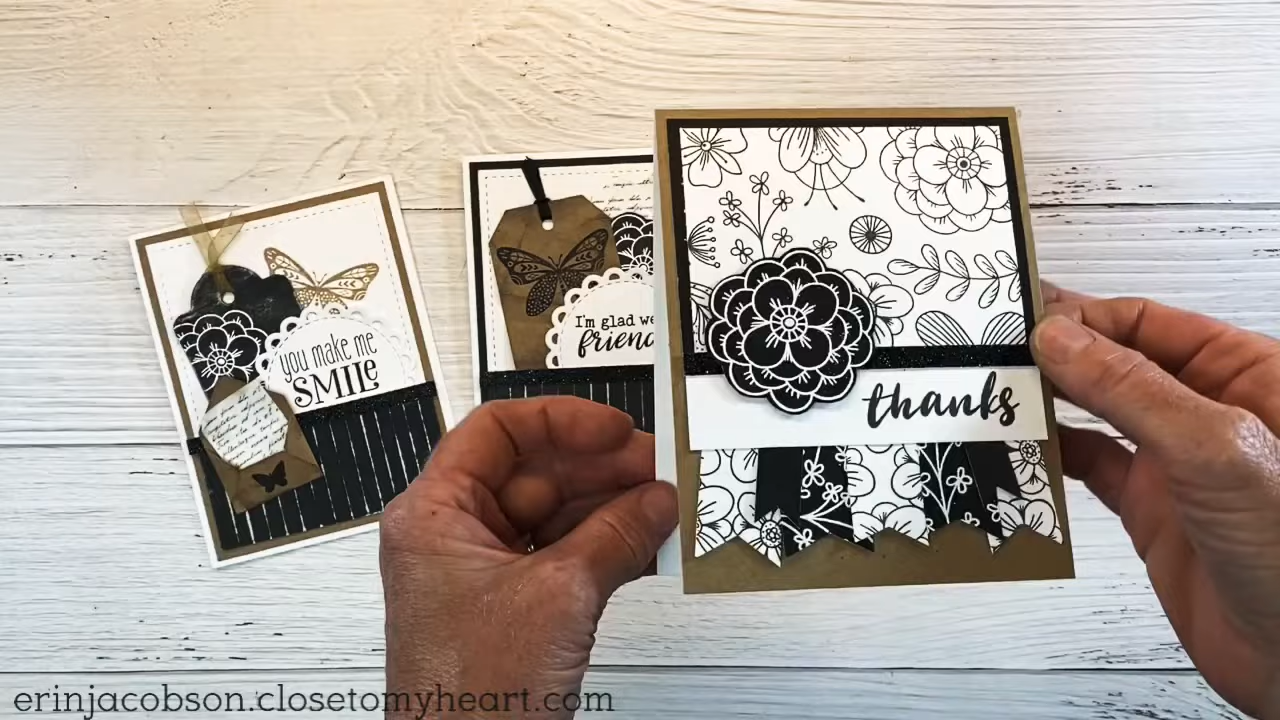 you make me
SMILE
I'm glad we
friend
thanks
erinjacobson.closetomyheart.com